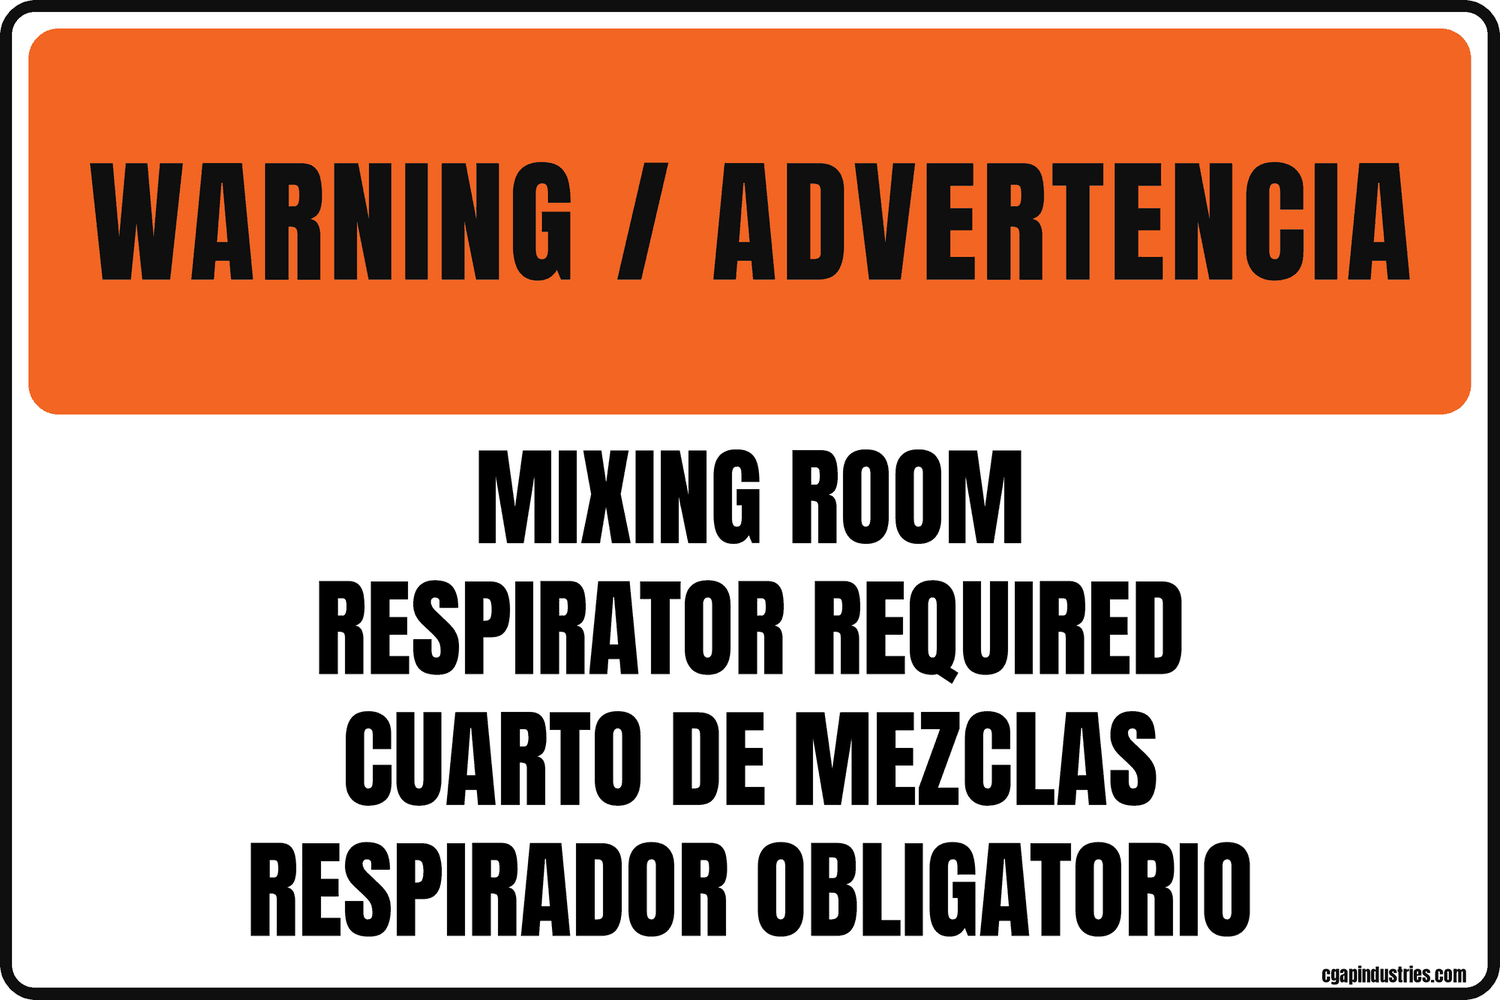 WARNING / ADVERTENCIA
MIXING ROOM
RESPIRATOR REQUIRED
CUARTO DE MEZCLAS
RESPIRADOR OBLIGATORIO
cgapindustries.com